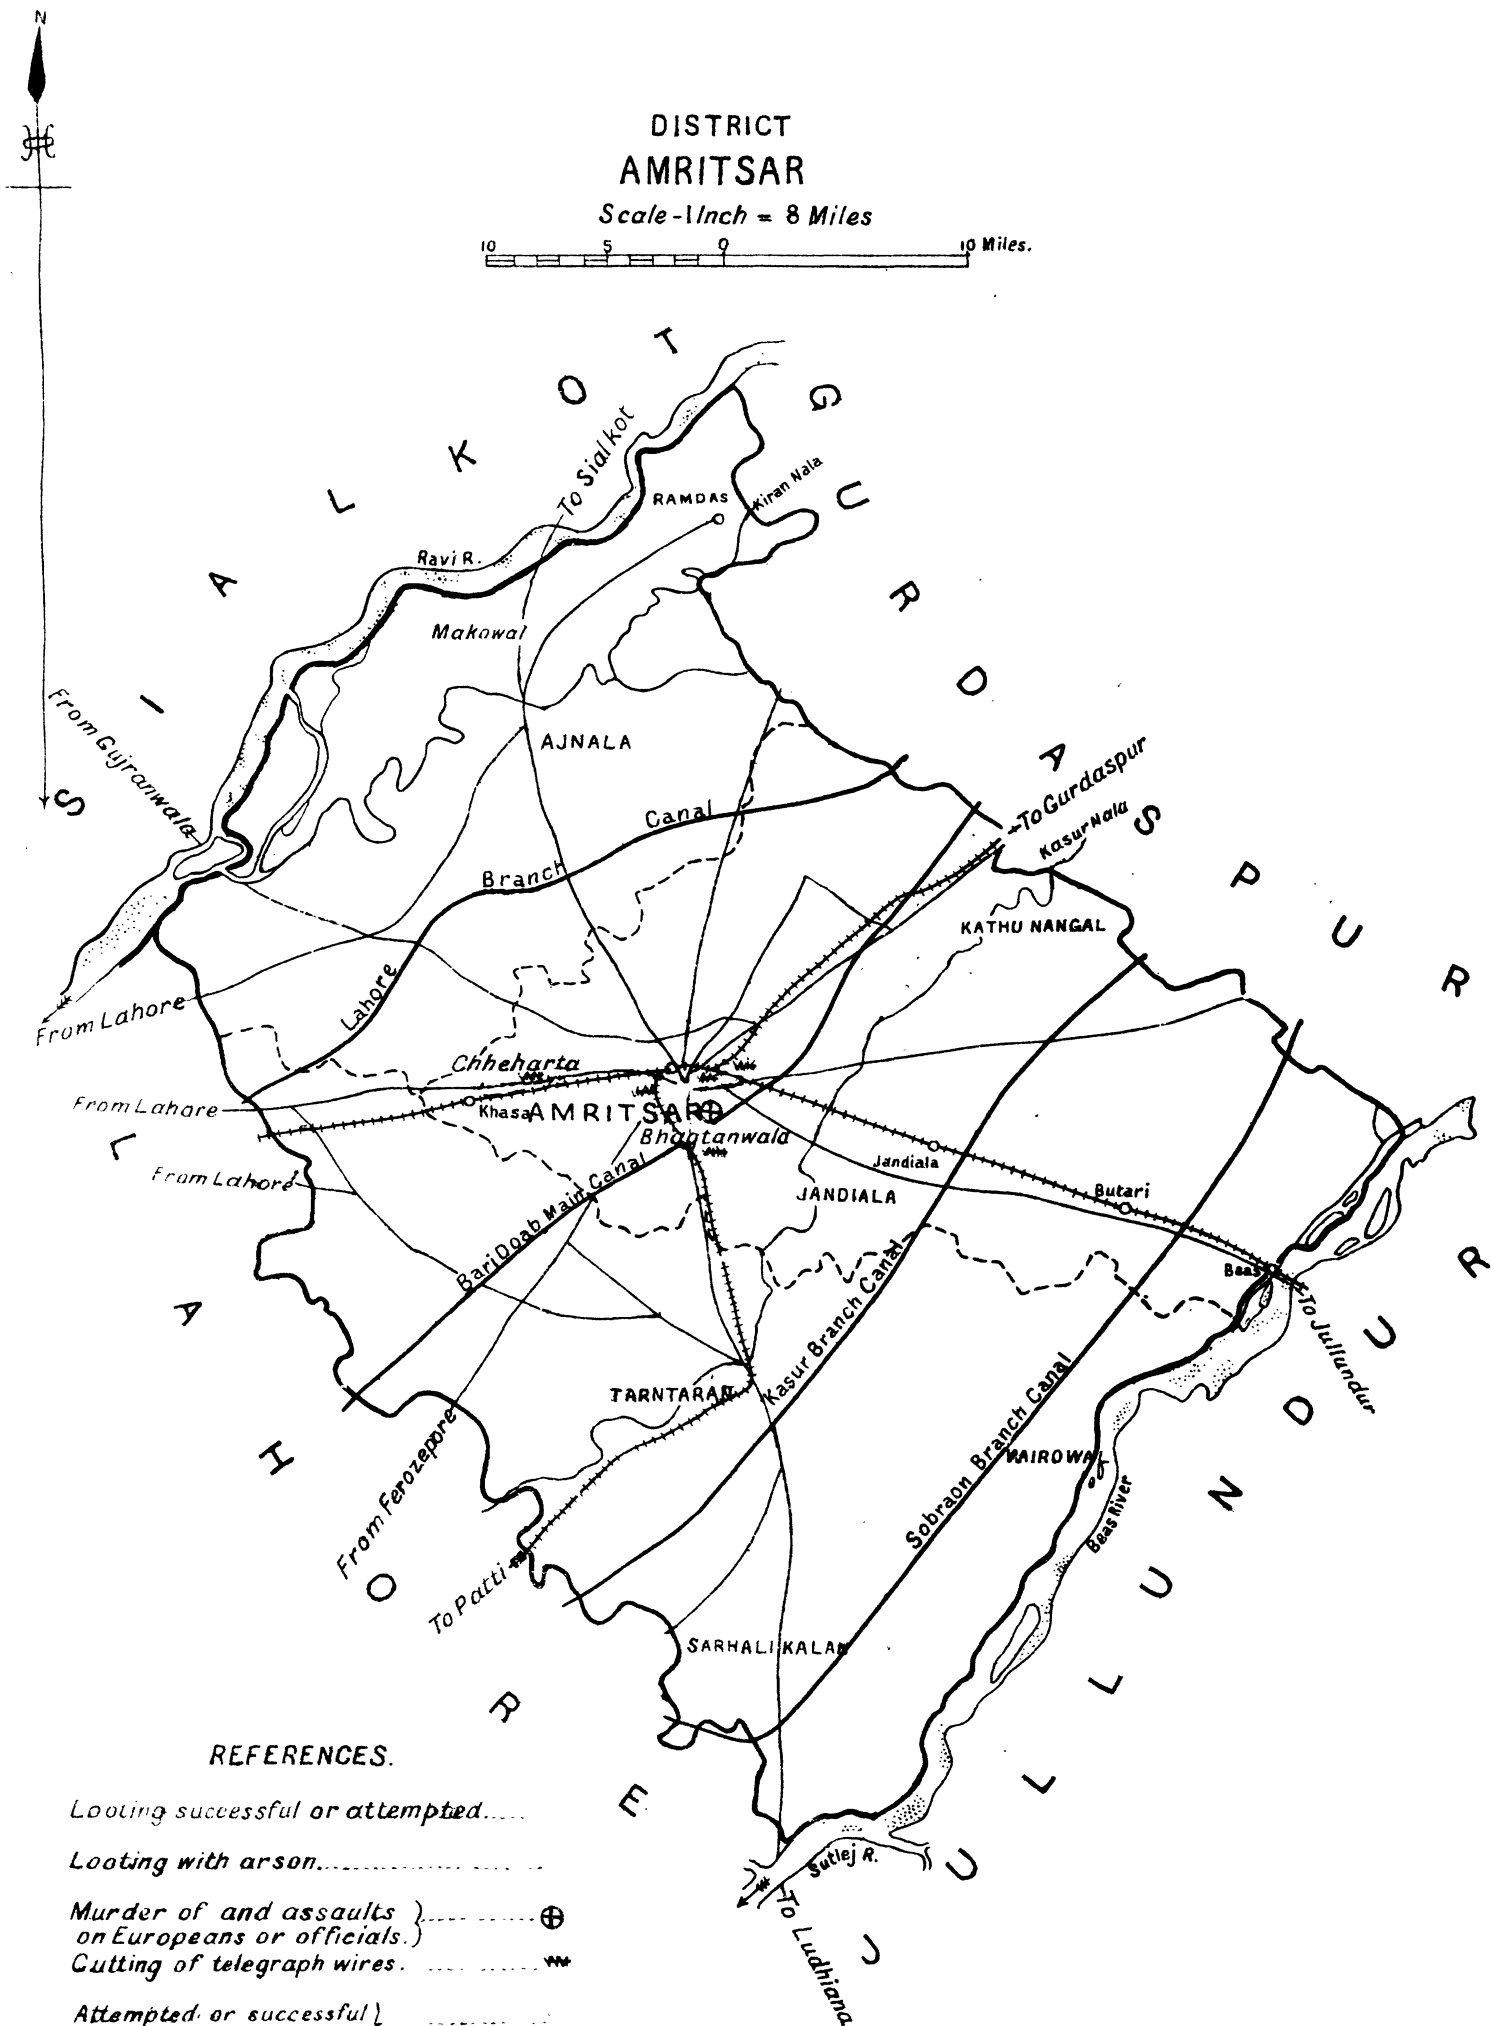 N
DISTRICT
AMRITSAR
Scale-1 Inch = 8 Miles
10 5 0 10 Miles.
SIALKOT
GURDASPUR
To Sialkot
RAMDAS
Kiran Nala
Ravi R.
Makowal
From Gujranwala
AJNALA
To Gurdaspur
Kasur Nala
Lahore Branch Canal
KATHU NANGAL
From Lahore
Chheharta
From Lahore
Khasa
AMRITSAR
Bhagtanwala
From Lahore
Jandiala
JANDIALA
Butari
Bari Doab Main Canal
Beas
To Jullundur
Kasur Branch Canal
TARNTARAN
Sobraon Branch Canal
VAIROWAL
Beas River
From Ferozepore
To Patti
SARHALI KALAN
LAHORE
JULLUNDUR
Sutlej R.
To Ludhiana
REFERENCES.
Looting successful or attempted.....
Looting with arson....................
Murder of and assaults }
on Europeans or officials.)
Cutting of telegraph wires.
Attempted or successful}